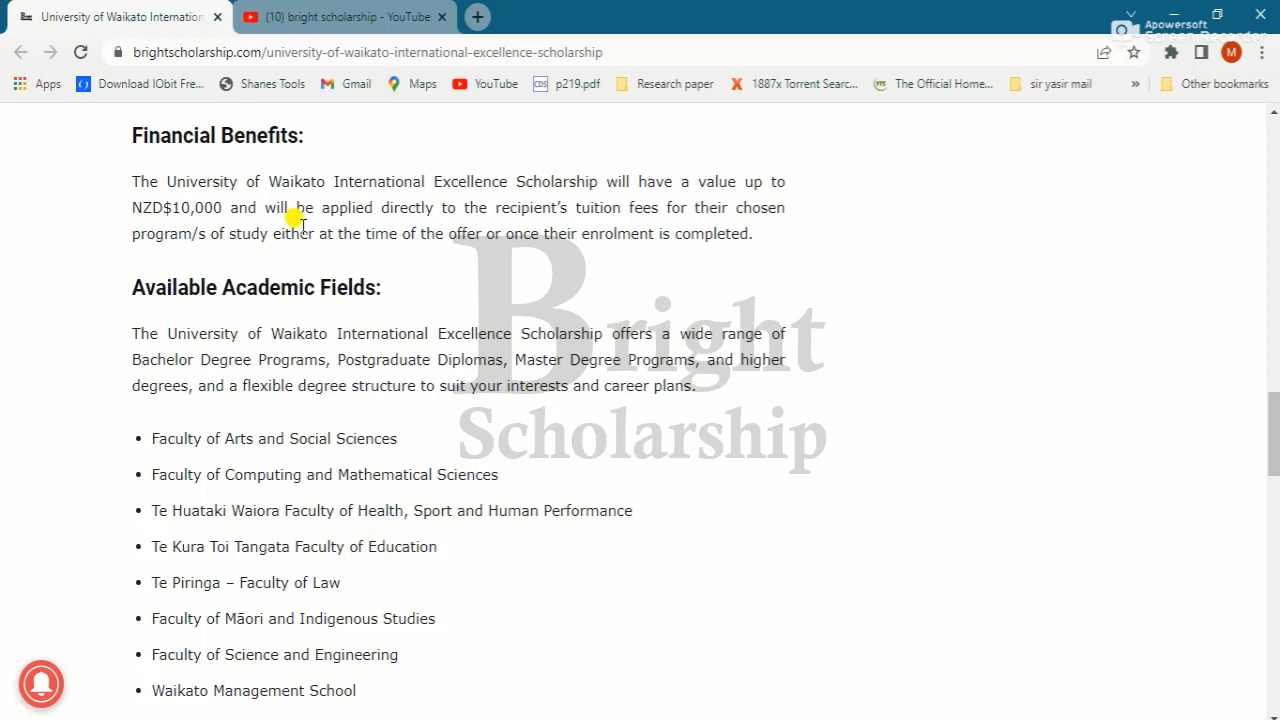 University of Waikato Internation
(10) bright scholarship - YouTube
Apowersoft
Screen Recorder
brightscholarship.com/university-of-waikato-international-excellence-scholarship
M
Apps
Download IObit Fre...
Shanes Tools
Gmail
Maps
YouTube
CDS
p219.pdf
Research paper
1887x Torrent Searc...
The Official Home...
sir yasir mail
»
Other bookmarks
Financial Benefits:
The University of Waikato International Excellence Scholarship will have a value up to
NZD$10,000 and will be applied directly to the recipient’s tuition fees for their chosen
program/s of study either at the time of the offer or once their enrolment is completed.
Available Academic Fields:
The University of Waikato International Excellence Scholarship offers a wide range of
Bachelor Degree Programs, Postgraduate Diplomas, Master Degree Programs, and higher
degrees, and a flexible degree structure to suit your interests and career plans.
Bright
Scholarship
• Faculty of Arts and Social Sciences
• Faculty of Computing and Mathematical Sciences
• Te Huataki Waiora Faculty of Health, Sport and Human Performance
• Te Kura Toi Tangata Faculty of Education
• Te Piringa – Faculty of Law
• Faculty of Māori and Indigenous Studies
• Faculty of Science and Engineering
• Waikato Management School